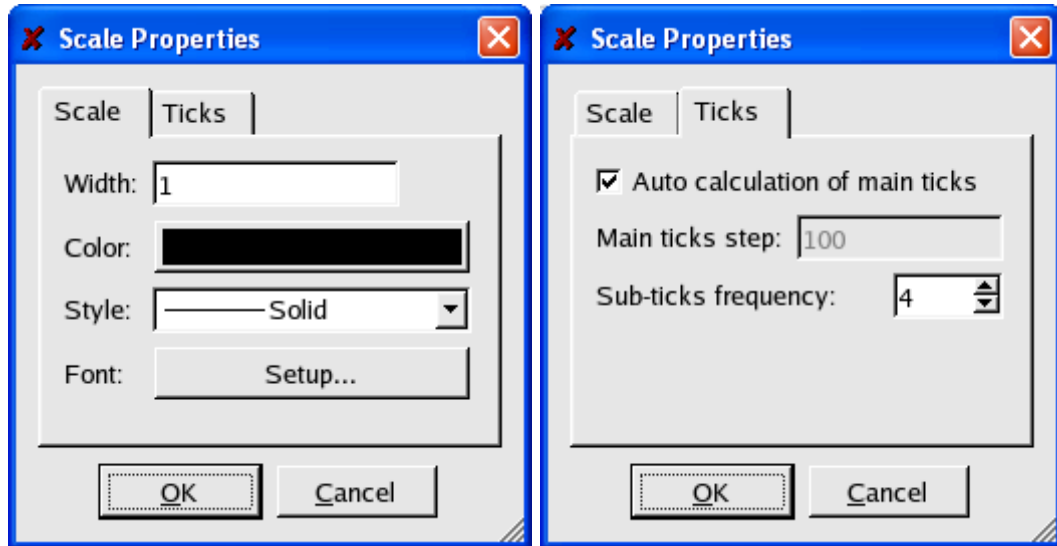 Scale Properties
Scale Ticks
Width: 1
Color:
Style: Solid
Font: Setup...
OK Cancel
Scale Properties
Scale Ticks
Auto calculation of main ticks
Main ticks step: 100
Sub-ticks frequency: 4
OK Cancel